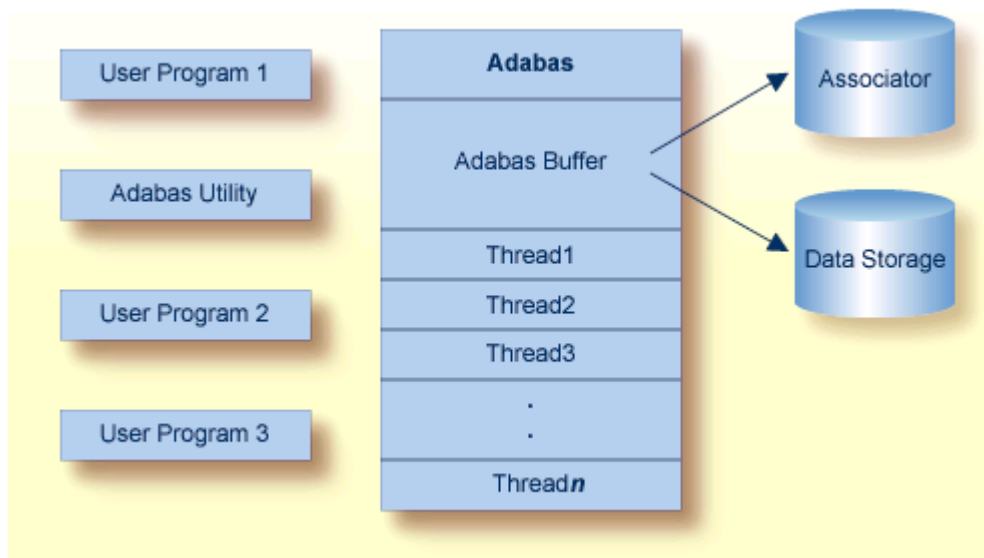 User Program 1
Adabas Utility
User Program 2
User Program 3
Adabas
Adabas Buffer
Thread1
Thread2
Thread3
.
.
Threadn
Associator
Data Storage